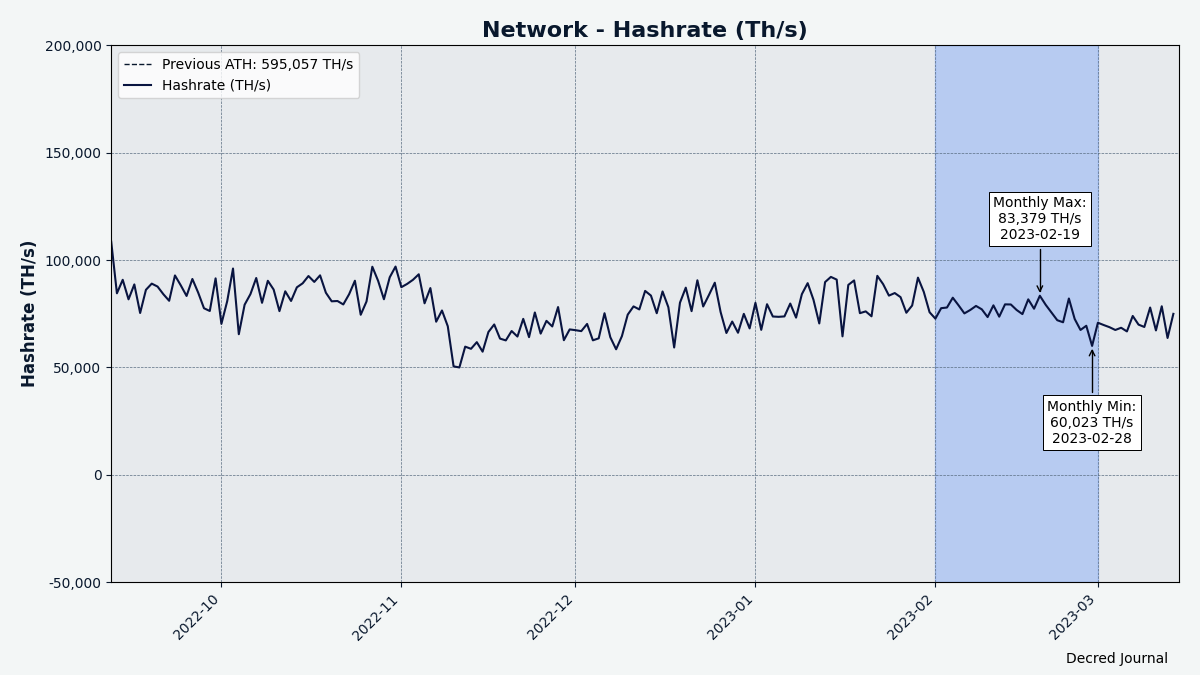 Network - Hashrate (Th/s)
Previous ATH: 595,057 TH/s
Hashrate (TH/s)
Hashrate (TH/s)
200,000
150,000
100,000
50,000
0
-50,000
Monthly Max:
83,379 TH/s
2023-02-19
Monthly Min:
60,023 TH/s
2023-02-28
2022-10
2022-11
2022-12
2023-01
2023-02
2023-03
Decred Journal